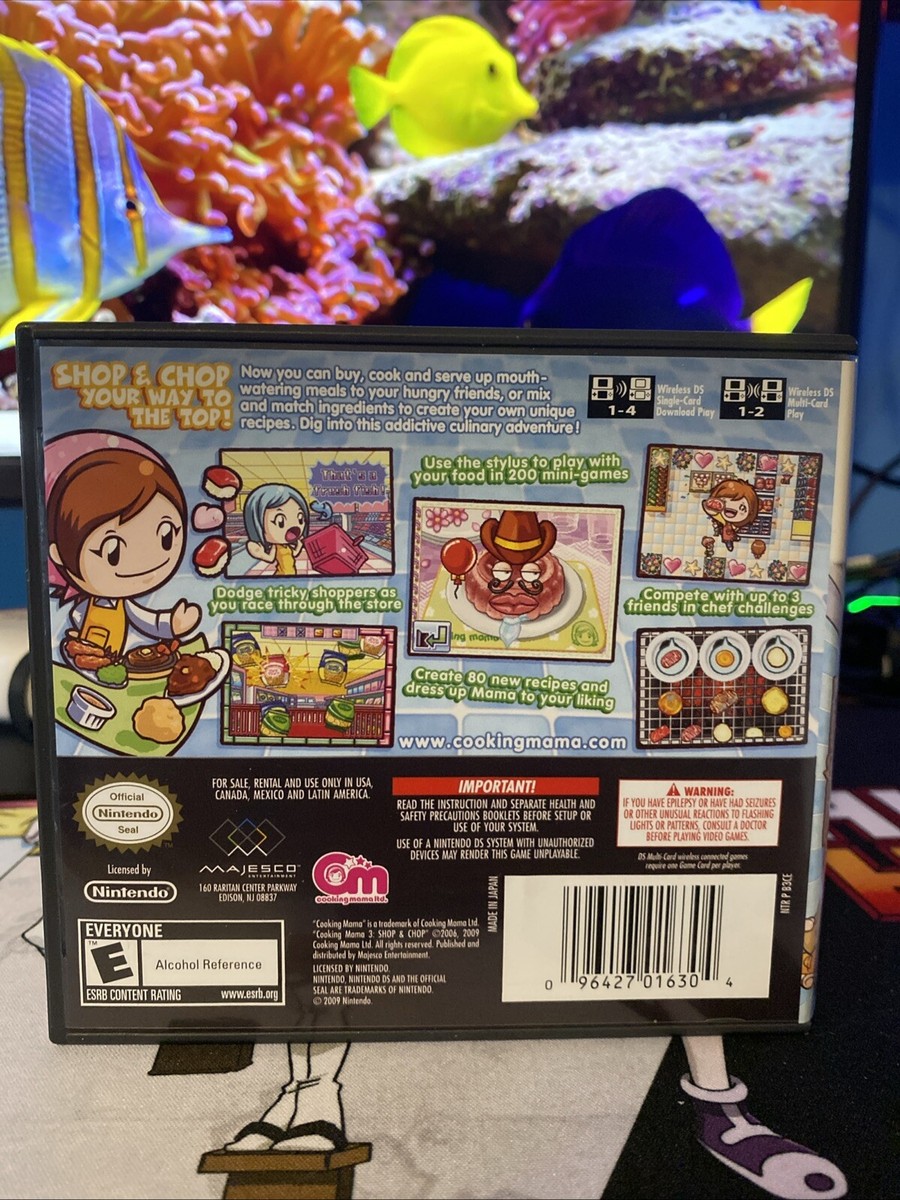 SHOP & CHOP
YOUR WAY TO
THE TOP!
Now you can buy, cook and serve up mouth-
watering meals to your hungry friends, or mix
and match ingredients to create your own unique
recipes. Dig into this addictive culinary adventure!
1-4
Wireless DS
Single-Card
Download Play
1-2
Wireless DS
Multi-Card
Play
That's a
fresh fish!
Use the stylus to play with
your food in 200 mini-games
Dodge tricky shoppers as
you race through the store
Compete with up to 3
friends in chef challenges
ing mama
Create 80 new recipes and
dress up Mama to your liking
www.cookingmama.com
Official
Nintendo
Seal
TM
Licensed by
Nintendo
FOR SALE, RENTAL AND USE ONLY IN USA,
CANADA, MEXICO AND LATIN AMERICA.
MAJESCO
ENTERTAINMENT
160 RARITAN CENTER PARKWAY
EDISON, NJ 08837
cm
cookingmama ltd.
IMPORTANT!
READ THE INSTRUCTION AND SEPARATE HEALTH AND
SAFETY PRECAUTIONS BOOKLETS BEFORE SETUP OR
USE OF YOUR SYSTEM.
USE OF A NINTENDO DS SYSTEM WITH UNAUTHORIZED
DEVICES MAY RENDER THIS GAME UNPLAYABLE.
WARNING:
IF YOU HAVE EPILEPSY OR HAVE HAD SEIZURES
OR OTHER UNUSUAL REACTIONS TO FLASHING
LIGHTS OR PATTERNS, CONSULT A DOCTOR
BEFORE PLAYING VIDEO GAMES.
DS Multi-Card wireless connected games
require one Game Card per player.
EVERYONE
TM
E
Alcohol Reference
ESRB CONTENT RATING www.esrb.org
"Cooking Mama" is a trademark of Cooking Mama Ltd.
"Cooking Mama 3: SHOP & CHOP" ©2006, 2009
Cooking Mama Ltd. All rights reserved. Published and
distributed by Majesco Entertainment.
LICENSED BY NINTENDO.
NINTENDO, NINTENDO DS AND THE OFFICIAL
SEAL ARE TRADEMARKS OF NINTENDO.
© 2009 Nintendo.
MADE IN JAPAN
NTR P B3CE
0 96427 01630 4